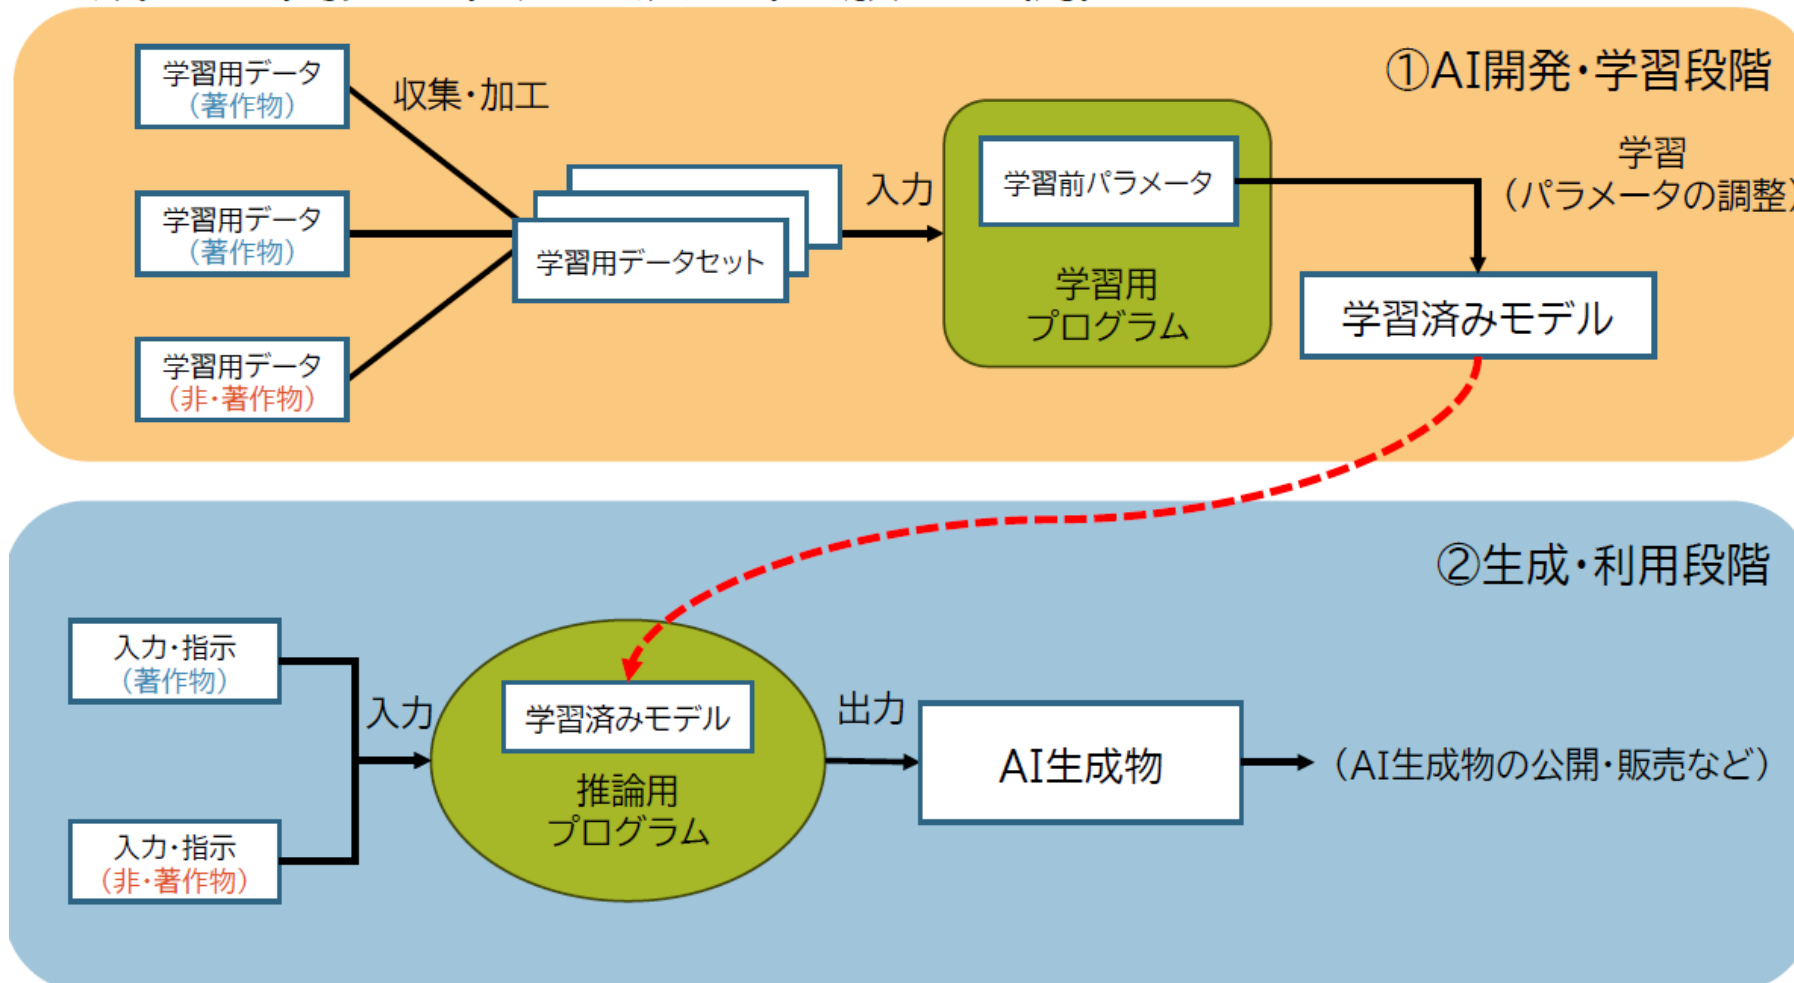 ①AI開発・学習段階
学習用データ
（著作物）
収集・加工
学習用データ
（著作物）
学習用データ
（非・著作物）
学習用データセット
入力
学習前パラメータ
学習用
プログラム
学習
（パラメータの調整）
学習済みモデル
②生成・利用段階
入力・指示
（著作物）
入力・指示
（非・著作物）
入力
学習済みモデル
推論用
プログラム
出力
AI生成物
（AI生成物の公開・販売など）